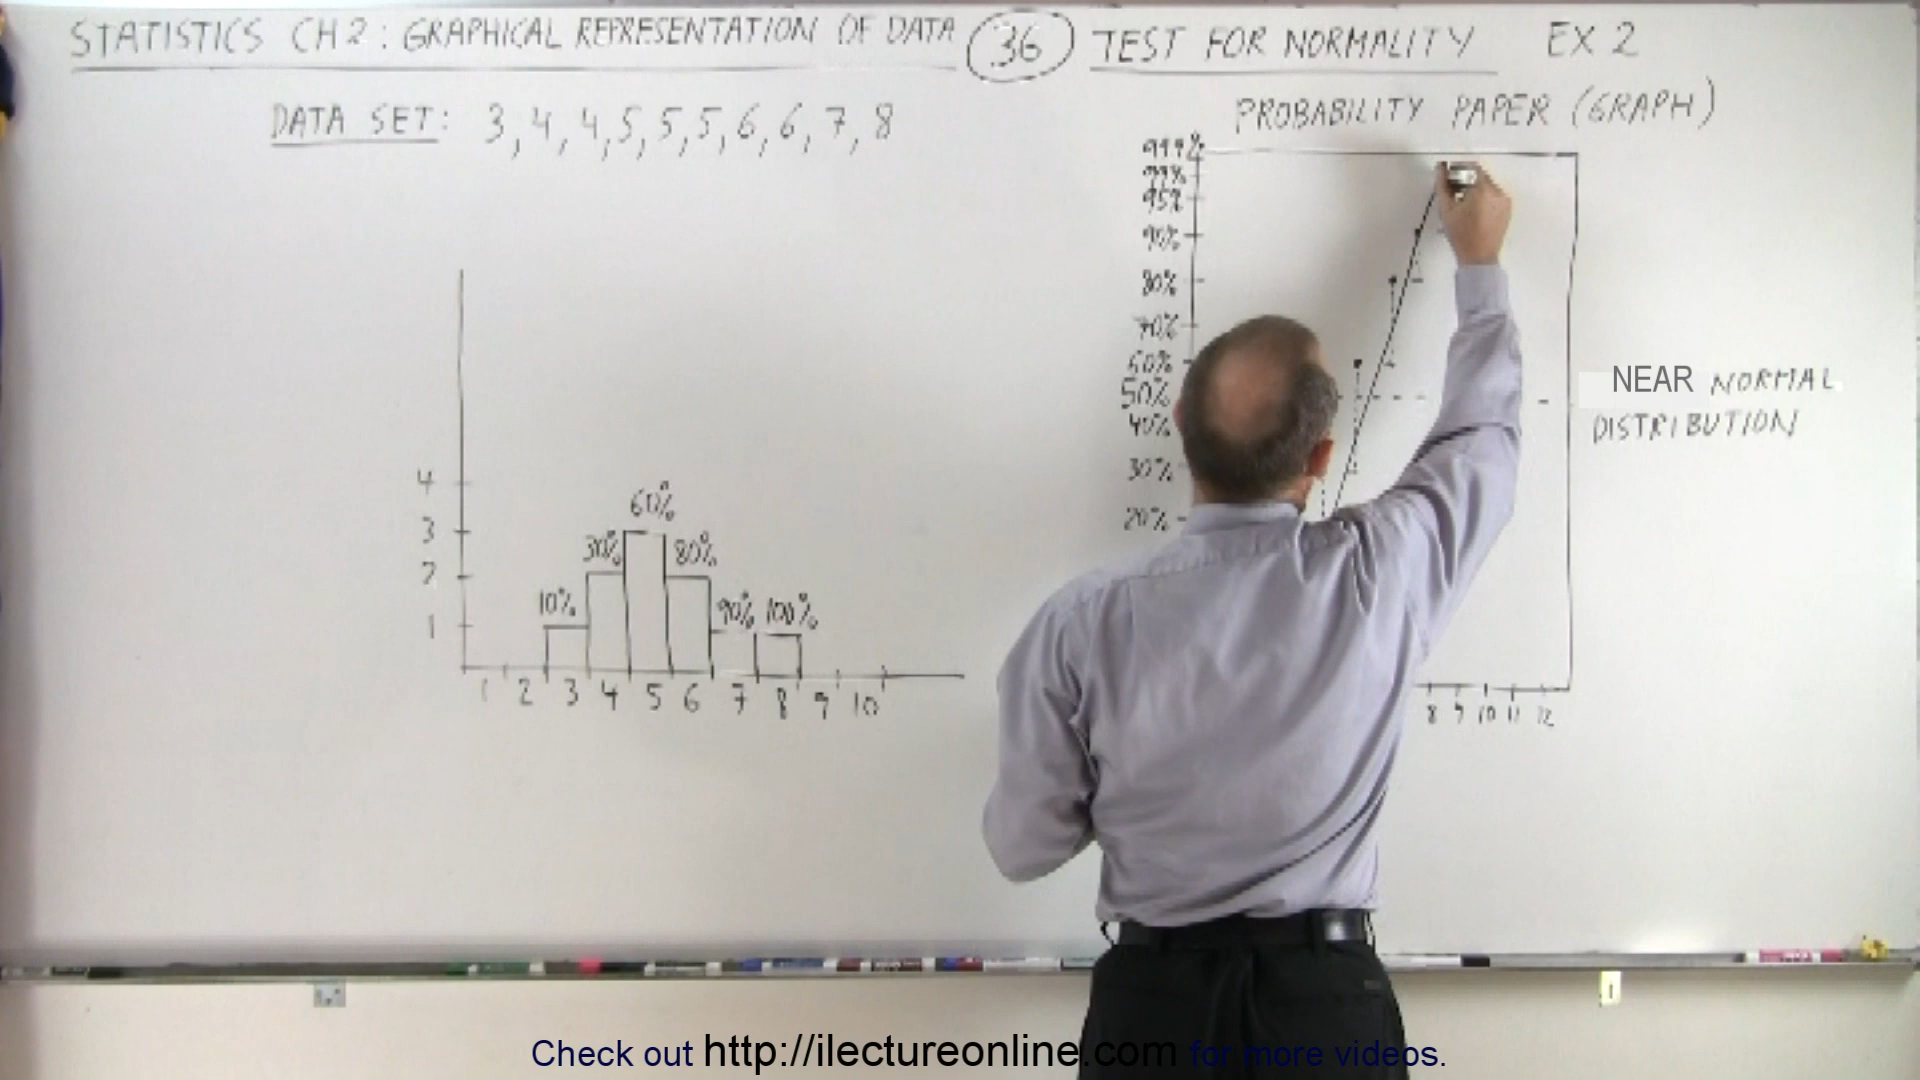 STATISTICS CH 2: GRAPHICAL REPRESENTATION OF DATA 36 TEST FOR NORMALITY EX 2
DATA SET: 3, 4, 4, 5, 5, 5, 6, 6, 7, 8
PROBABILITY PAPER (GRAPH)
99%
95%
90%
80%
70%
60%
50%
40%
30%
20%
NEAR NORMAL
DISTRIBUTION
8 9 10 11 12
4
3
2
1
10% 30% 60% 80% 90% 100%
1 2 3 4 5 6 7 8 9 10
Check out http://ilectureonline.com for more videos.